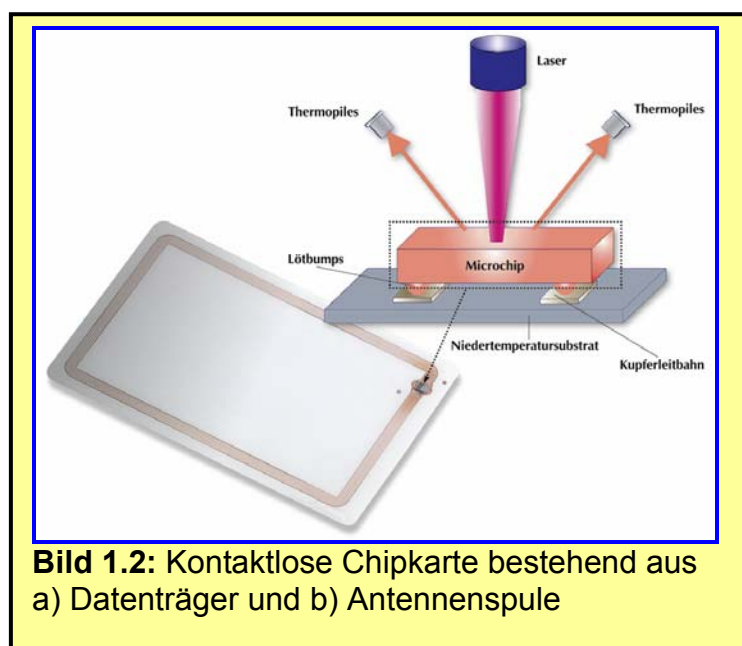 Laser
Thermopiles
Thermopiles
Lötbumps
Microchip
Niedertemperatursubstrat
Kupferleitbahn
Bild 1.2: Kontaktlose Chipkarte bestehend aus
a) Datenträger und b) Antennenspule